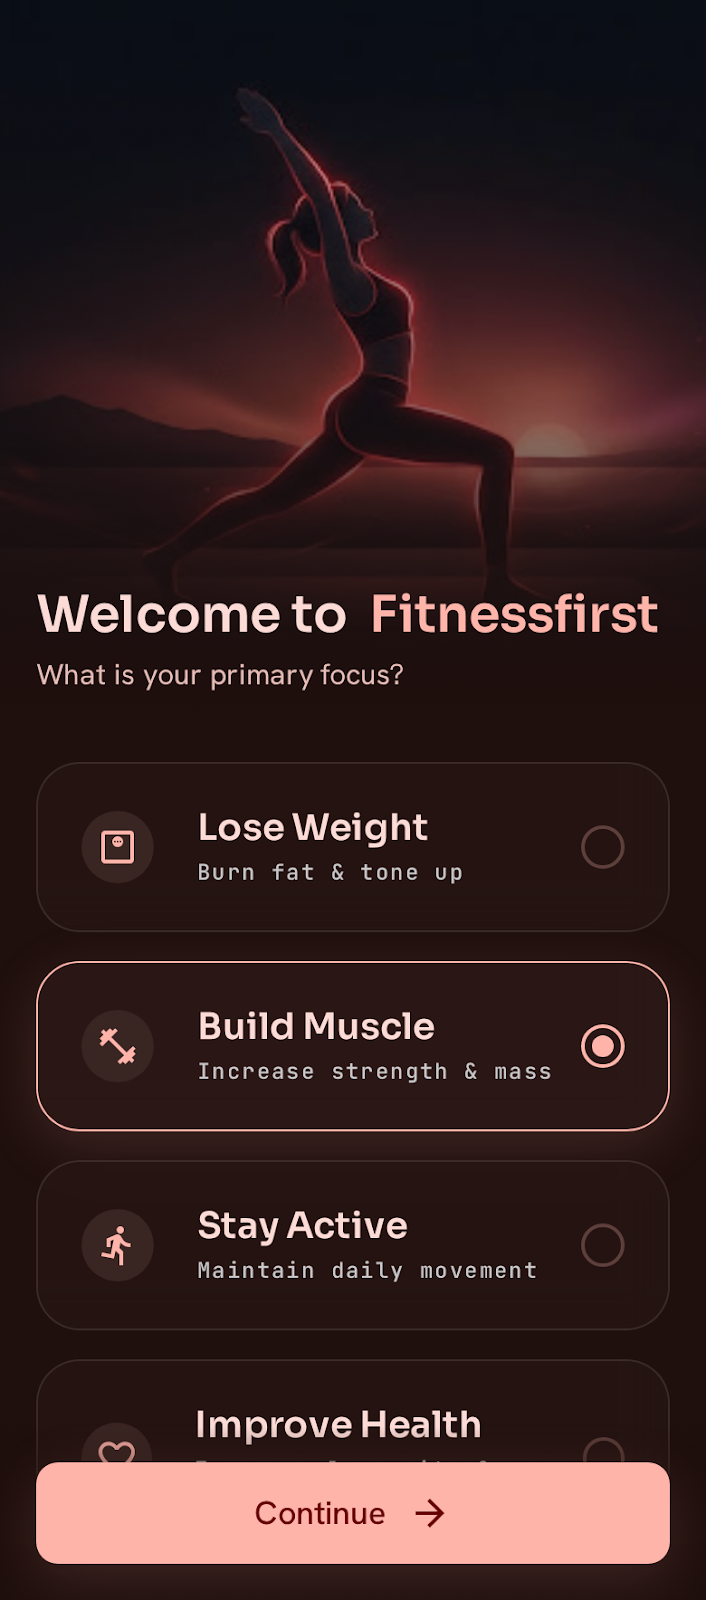 Welcome to Fitnessfirst
What is your primary focus?
Lose Weight
Burn fat & tone up
Build Muscle
Increase strength & mass
Stay Active
Maintain daily movement
Improve Health
Continue